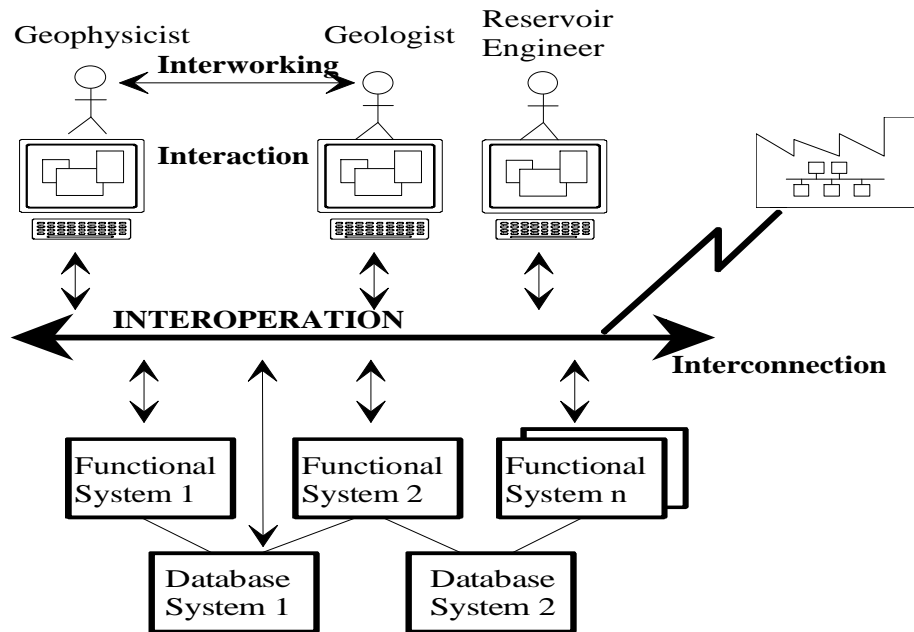 Geophysicist
Geologist
Reservoir
Engineer
Interworking
Interaction
INTEROPERATION
Interconnection
Functional
System 1
Functional
System 2
Functional
System n
Database
System 1
Database
System 2